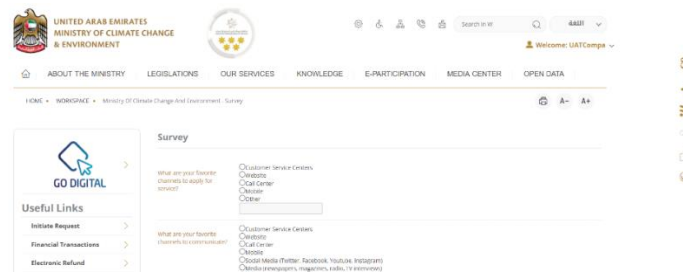 UNITED ARAB EMIRATES
MINISTRY OF CLIMATE CHANGE
& ENVIRONMENT
Search in W
اللغة
Welcome: UATCompa
ABOUT THE MINISTRY LEGISLATIONS OUR SERVICES KNOWLEDGE E-PARTICIPATION MEDIA CENTER OPEN DATA
HOME WORKSPACE Ministry Of Climate Change And Environment Survey
A- A+
GO DIGITAL
Useful Links
Initiate Request
Financial Transactions
Electronic Refund
Survey
What are your favorite
channels to apply for
service?
Customer Service Centers
Website
Call Center
Mobile
Other
What are your favorite
channels to communicate?
Customer Service Centers
Website
Call Center
Mobile
Social Media (Twitter, Facebook, Youtube, Instagram)
Media (newspapers, magazines, radio, TV interviews)